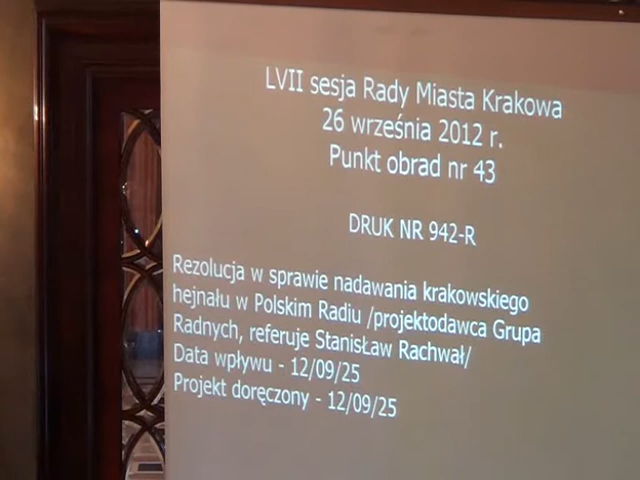 LVII sesja Rady Miasta Krakowa
26 września 2012 r.
Punkt obrad nr 43
DRUK NR 942-R
Rezolucja w sprawie nadawania krakowskiego
hejnału w Polskim Radiu /projektodawca Grupa
Radnych, referuje StanisŁaw Rachwał/
Data wpływu - 12/09/25
Projekt doręczony - 12/09/25